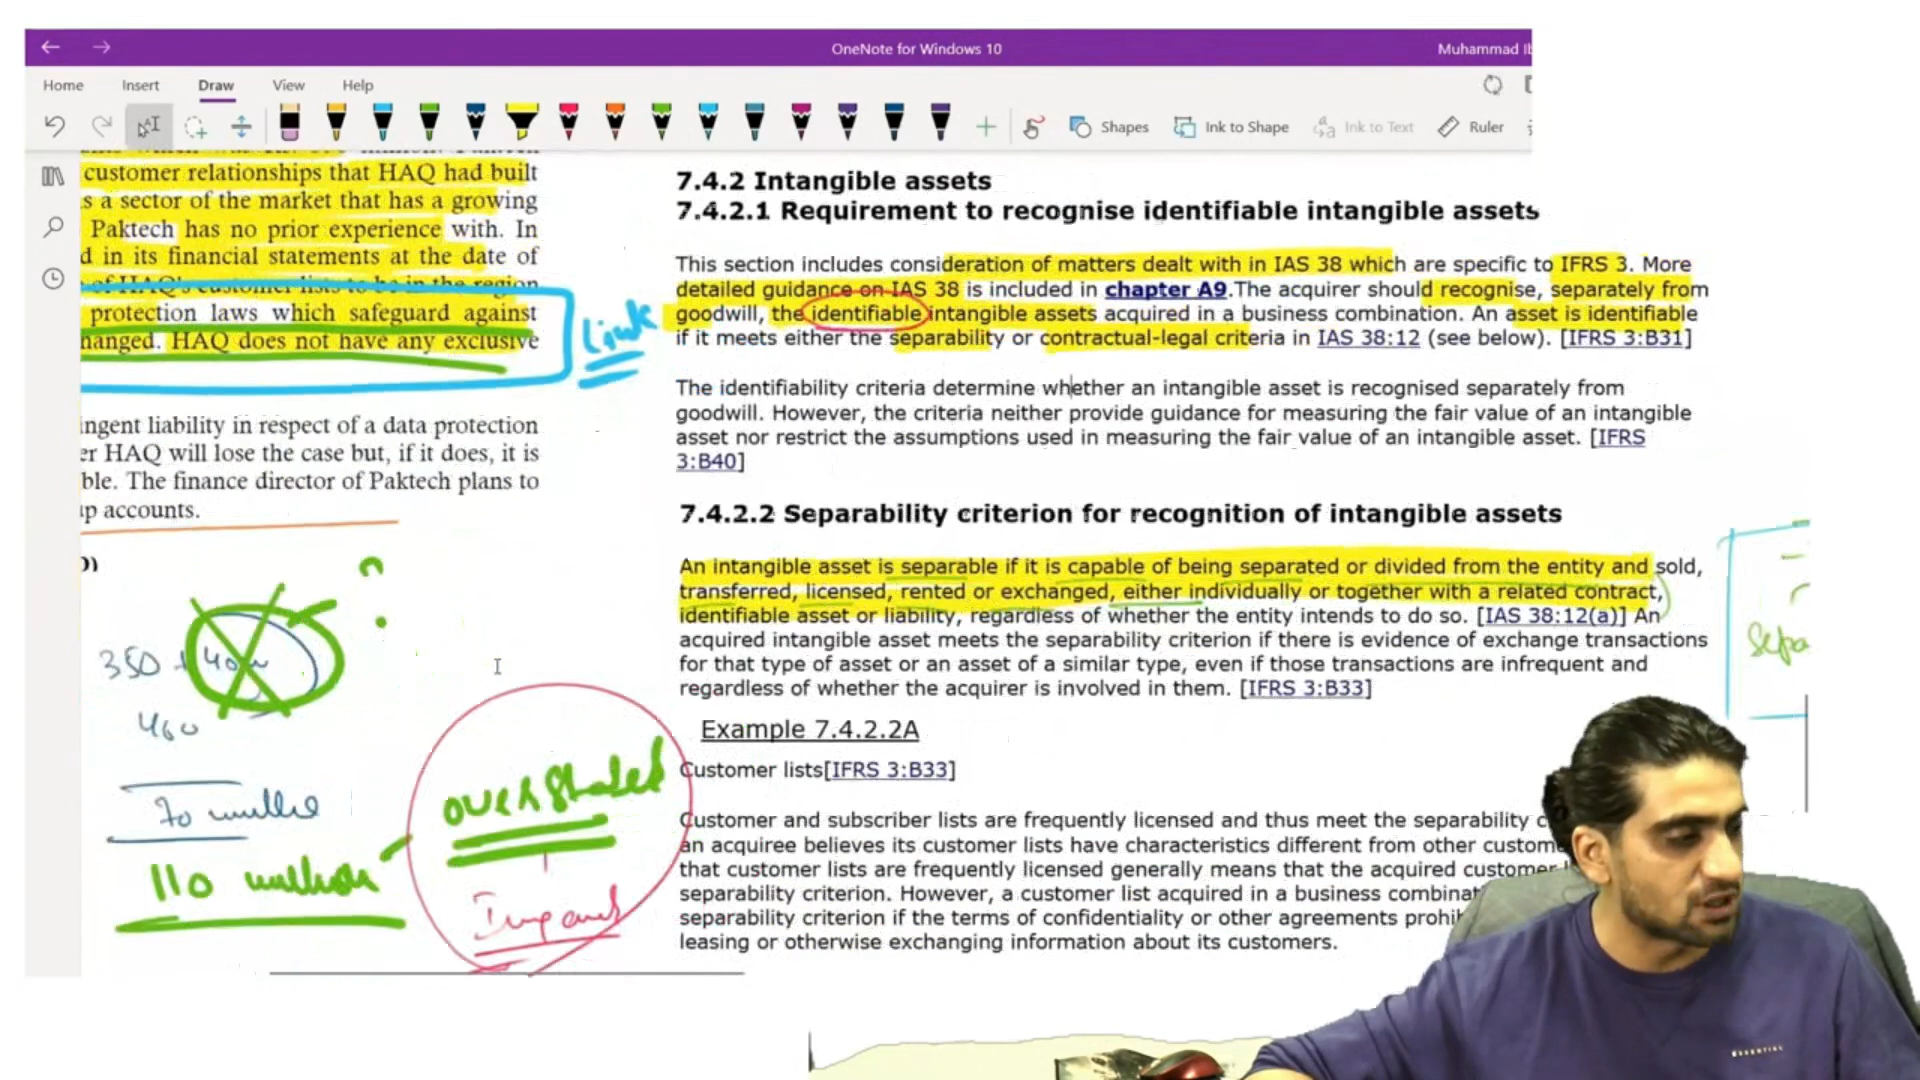 OneNote for Windows 10
Muhammad Ib
Home Insert Draw View Help
Shapes Ink to Shape Ink to Text Ruler
customer relationships that HAQ had built
s a sector of the market that has a growing
Paktech has no prior experience with. In
d in its financial statements at the date of
of HAQ's customer lists to be in the region
protection laws which safeguard against
hanged. HAQ does not have any exclusive
Link
ingent liability in respect of a data protection
er HAQ will lose the case but, if it does, it is
ble. The finance director of Paktech plans to
up accounts.
350 + 40
460
70
110 million
overstated
7.4.2 Intangible assets
7.4.2.1 Requirement to recognise identifiable intangible assets
This section includes consideration of matters dealt with in IAS 38 which are specific to IFRS 3. More
detailed guidance on IAS 38 is included in chapter A9.The acquirer should recognise, separately from
goodwill, the identifiable intangible assets acquired in a business combination. An asset is identifiable
if it meets either the separability or contractual-legal criteria in IAS 38:12 (see below). [IFRS 3:B31]
The identifiability criteria determine whether an intangible asset is recognised separately from
goodwill. However, the criteria neither provide guidance for measuring the fair value of an intangible
asset nor restrict the assumptions used in measuring the fair value of an intangible asset. [IFRS
3:B40]
7.4.2.2 Separability criterion for recognition of intangible assets
An intangible asset is separable if it is capable of being separated or divided from the entity and sold,
transferred, licensed, rented or exchanged, either individually or together with a related contract,
identifiable asset or liability, regardless of whether the entity intends to do so. [IAS 38:12(a)] An
acquired intangible asset meets the separability criterion if there is evidence of exchange transactions
for that type of asset or an asset of a similar type, even if those transactions are infrequent and
regardless of whether the acquirer is involved in them. [IFRS 3:B33]
Example 7.4.2.2A
Customer lists[IFRS 3:B33]
Customer and subscriber lists are frequently licensed and thus meet the separability c
an acquiree believes its customer lists have characteristics different from other custom
that customer lists are frequently licensed generally means that the acquired customer
separability criterion. However, a customer list acquired in a business combinat
separability criterion if the terms of confidentiality or other agreements prohi
leasing or otherwise exchanging information about its customers.
Sepa
ESSENTIAL